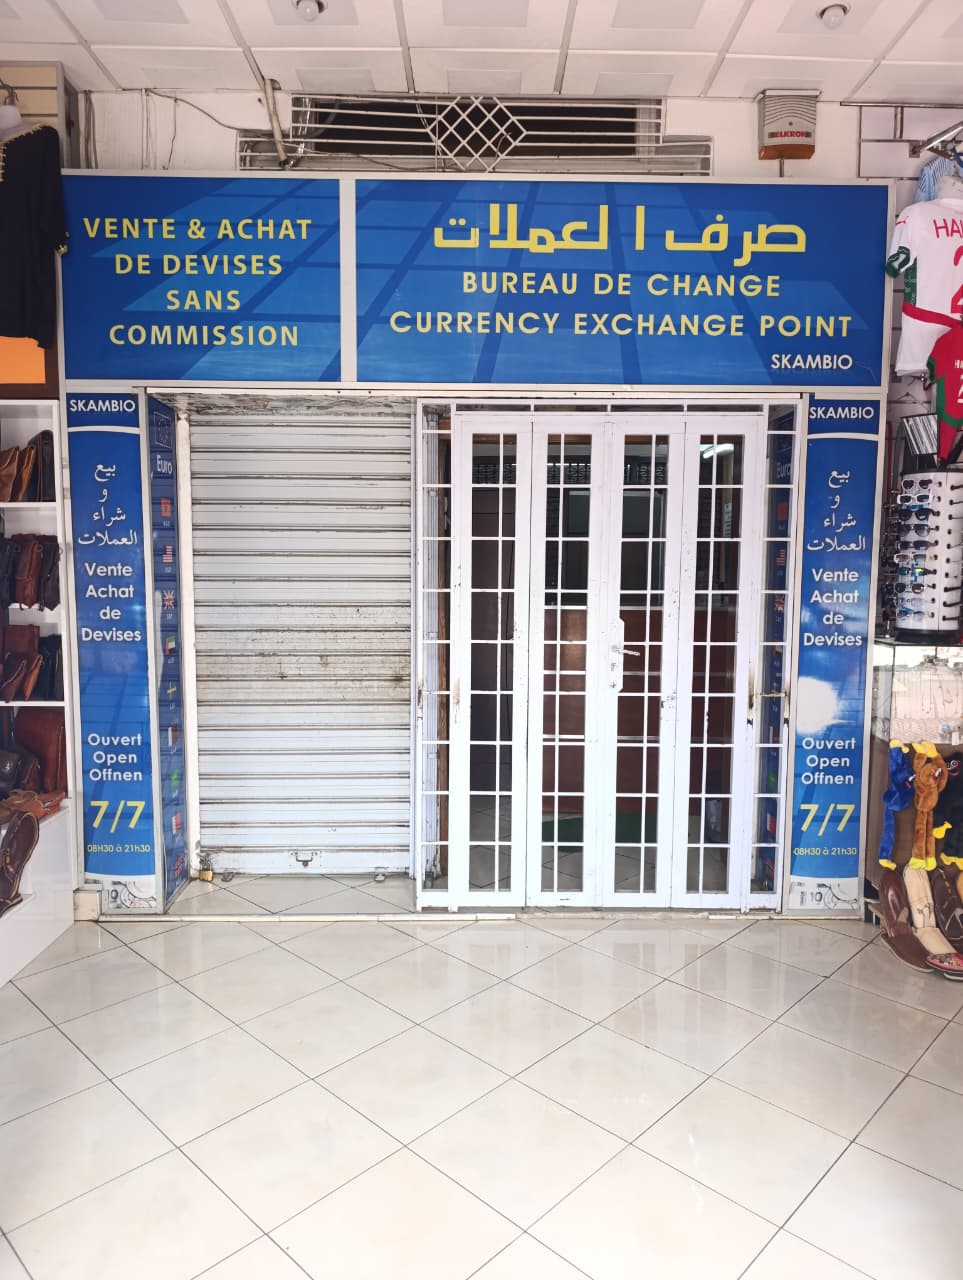 VENTE & ACHAT
DE DEVISES
SANS
COMMISSION
صرف العملات
BUREAU DE CHANGE
CURRENCY EXCHANGE POINT
SKAMBIO
ELKRON
SKAMBIO
بيع
و
شراء
العملات
Vente
Achat
de
Devises
Ouvert
Open
Offnen
7/7
08H30 à 21h30
Euro
SKAMBIO
بيع
و
شراء
العملات
Vente
Achat
de
Devises
Ouvert
Open
Offnen
7/7
08H30 à 21h30
10
Euro